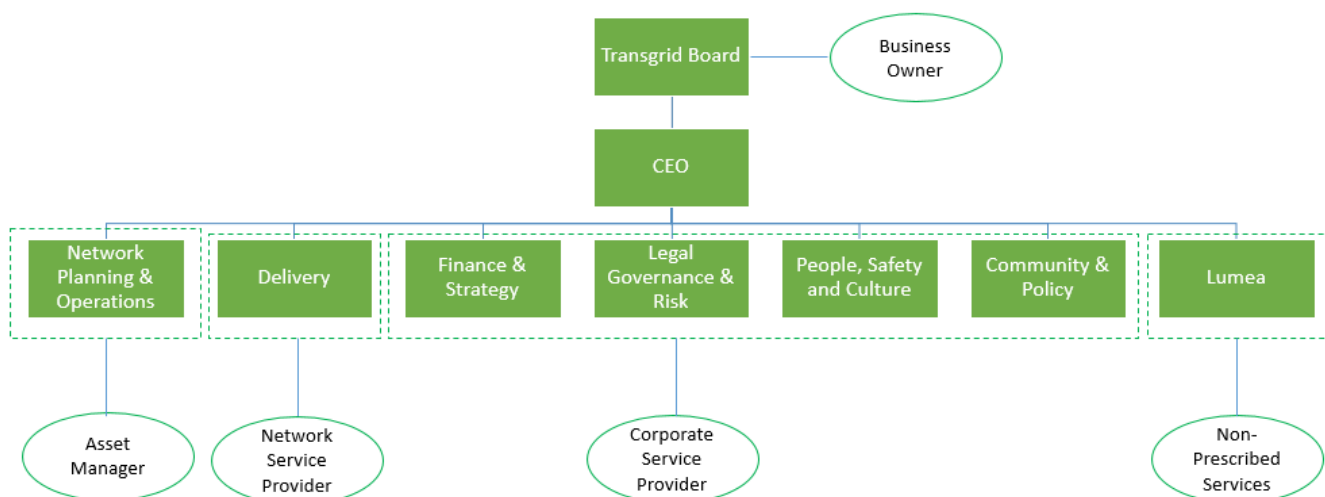 Transgrid Board
Business
Owner
CEO
Network
Planning &
Operations
Delivery
Finance &
Strategy
Legal
Governance &
Risk
People, Safety
and Culture
Community &
Policy
Lumea
Asset
Manager
Network
Service
Provider
Corporate
Service
Provider
Non-
Prescribed
Services